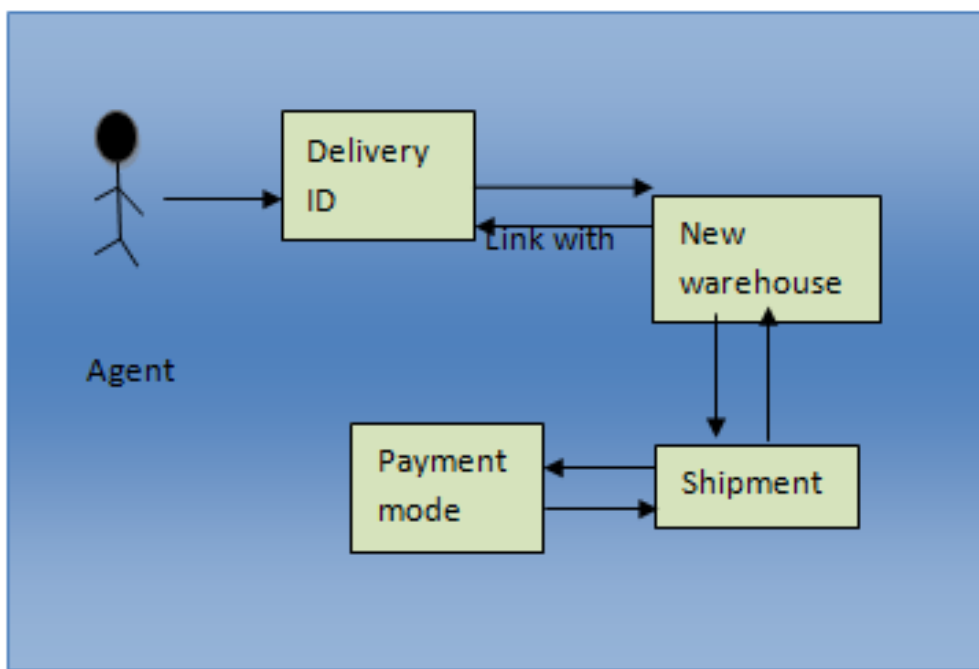 Delivery
ID
Link with
New
warehouse
Agent
Payment
mode
Shipment